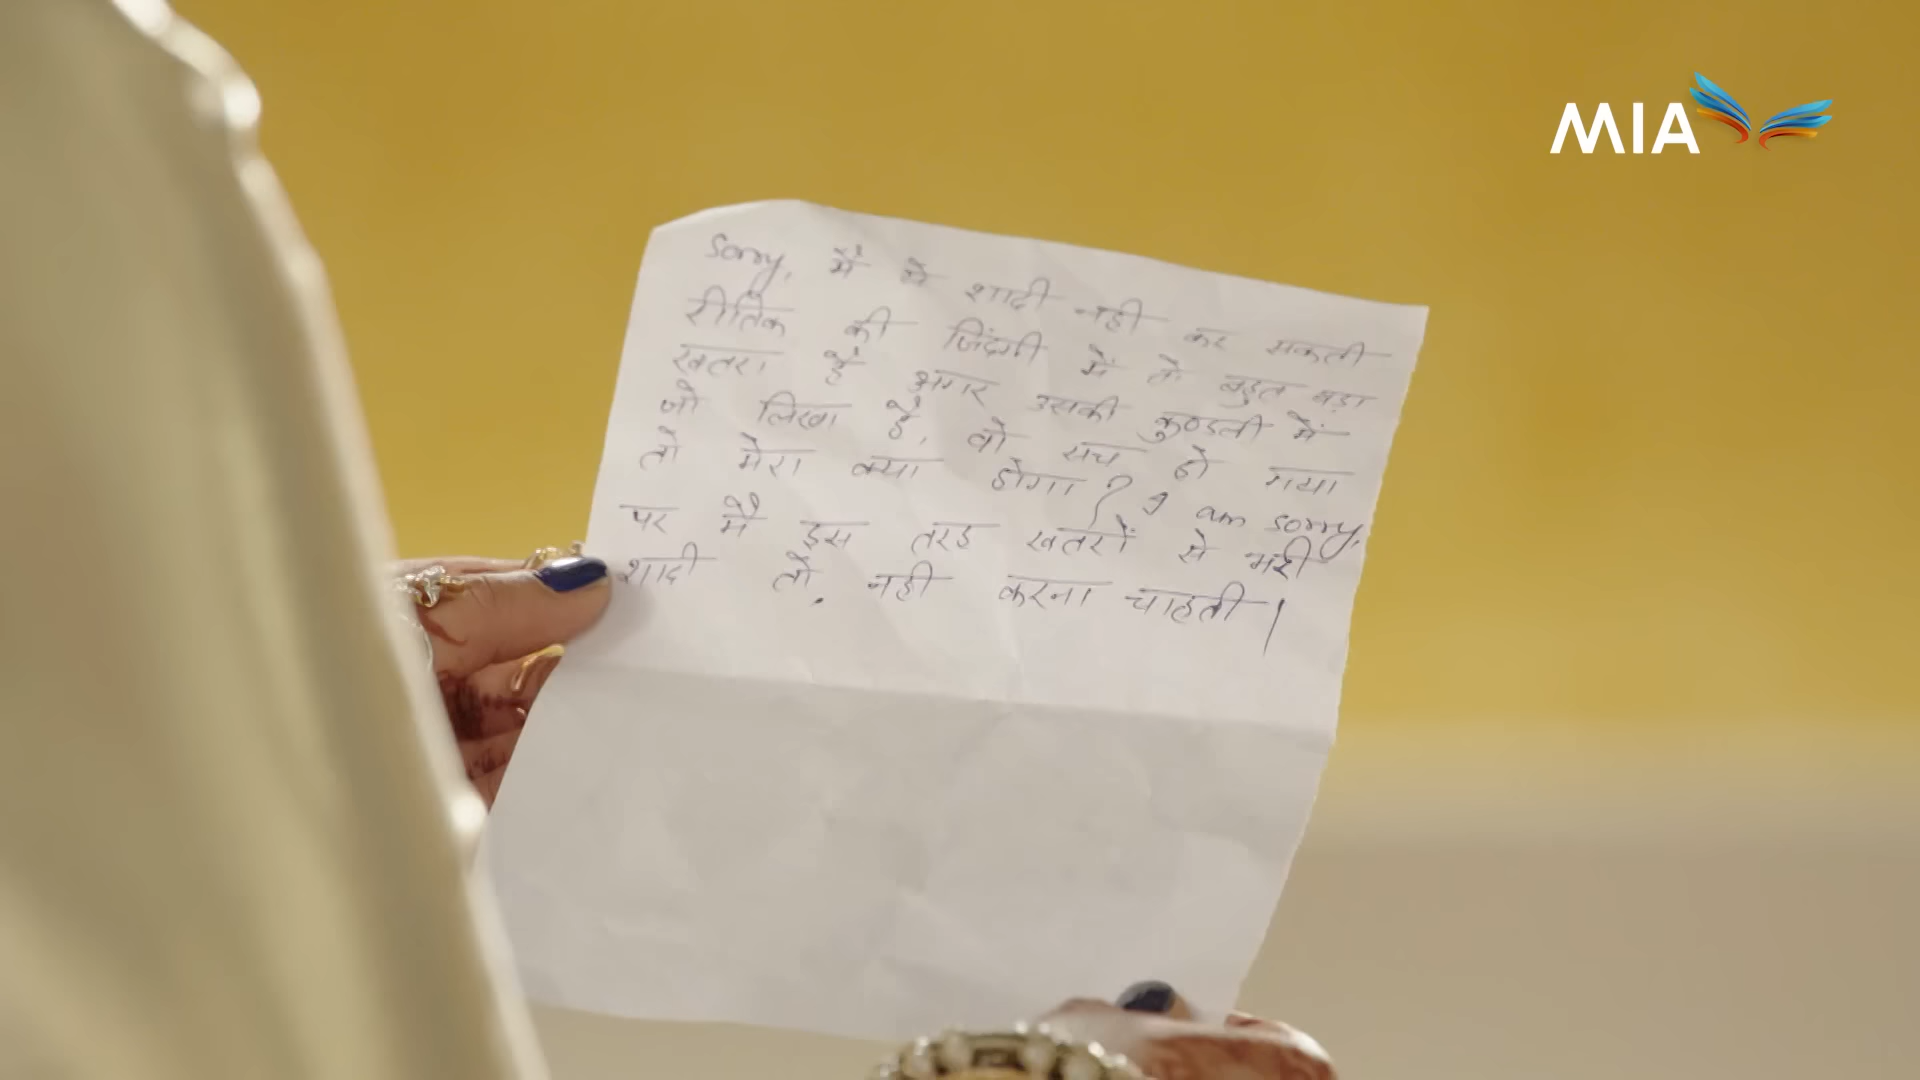 MIA
Sorry, मैं ये शादी नही कर सकती
रीतिक की जिंदगी में तो बहुत बड़ा
खतरा है अगर उसकी कुण्डली में
जो लिखा है, वो सच हो गया
तो मेरा क्या होगा? I am sorry,
पर मैं इस तरह खतरों से भरी
शादी तो नही करना चाहती।